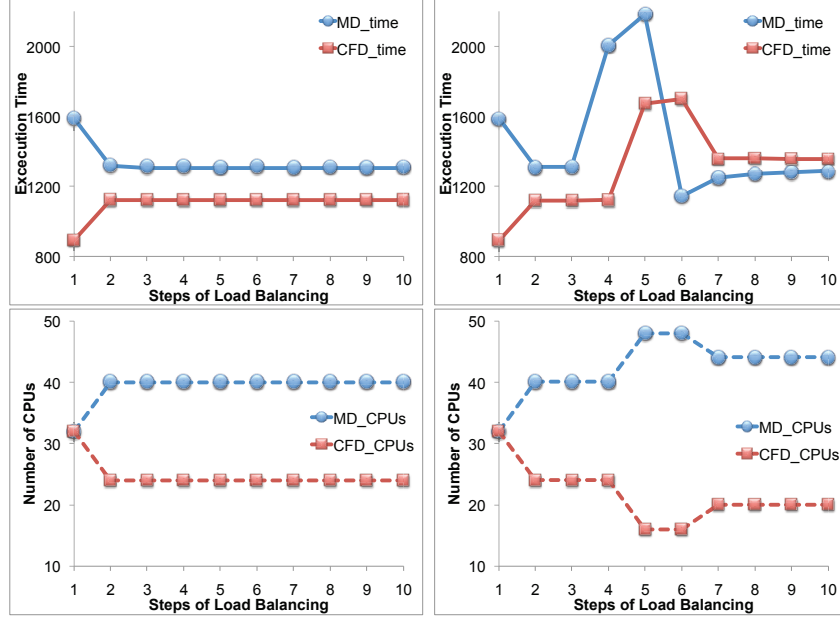 MD_time
CFD_time
2000
1600
1200
800
Excecution Time
1 2 3 4 5 6 7 8 9 10
Steps of Load Balancing
MD_time
CFD_time
2000
1600
1200
800
Excecution Time
1 2 3 4 5 6 7 8 9 10
Steps of Load Balancing
50
40
30
20
10
Number of CPUs
MD_CPUs
CFD_CPUs
1 2 3 4 5 6 7 8 9 10
Steps of Load Balancing
50
40
30
20
10
Number of CPUs
MD_CPUs
CFD_CPUs
1 2 3 4 5 6 7 8 9 10
Steps of Load Balancing